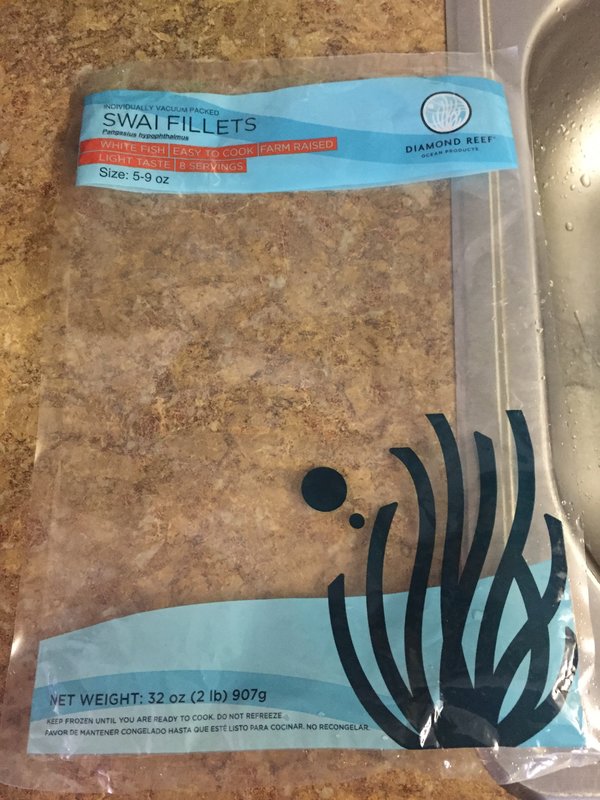 INDIVIDUALLY VACUUM PACKED
SWAI FILLETS
Pangasius hypophthalmus
WHITE FISH EASY TO COOK FARM RAISED
LIGHT TASTE 8 SERVINGS
Size: 5-9 oz
DIAMOND REEF
OCEAN PRODUCTS
NET WEIGHT: 32 oz (2 lb) 907g
KEEP FROZEN UNTIL YOU ARE READY TO COOK. DO NOT REFREEZE
FAVOR DE MANTENER CONGELADO HASTA QUE ESTÉ LISTO PARA COCINAR. NO RECONGELAR.